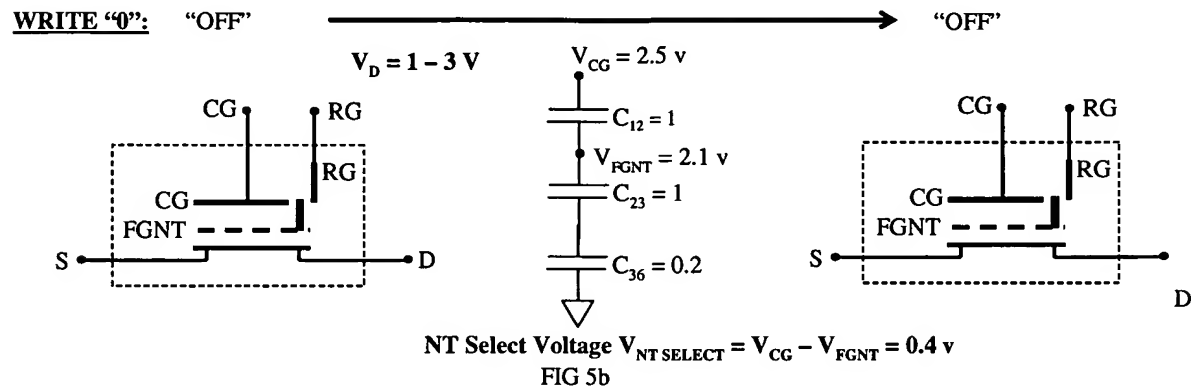 WRITE “0”: “OFF” “OFF”
V_D = 1 – 3 V
V_CG = 2.5 v
CG RG
C_12 = 1
V_FGNT = 2.1 v
RG
CG
C_23 = 1
FGNT
S D
C_36 = 0.2
CG RG
RG
CG
FGNT
S
D
NT Select Voltage V_NT SELECT = V_CG – V_FGNT = 0.4 v
FIG 5b